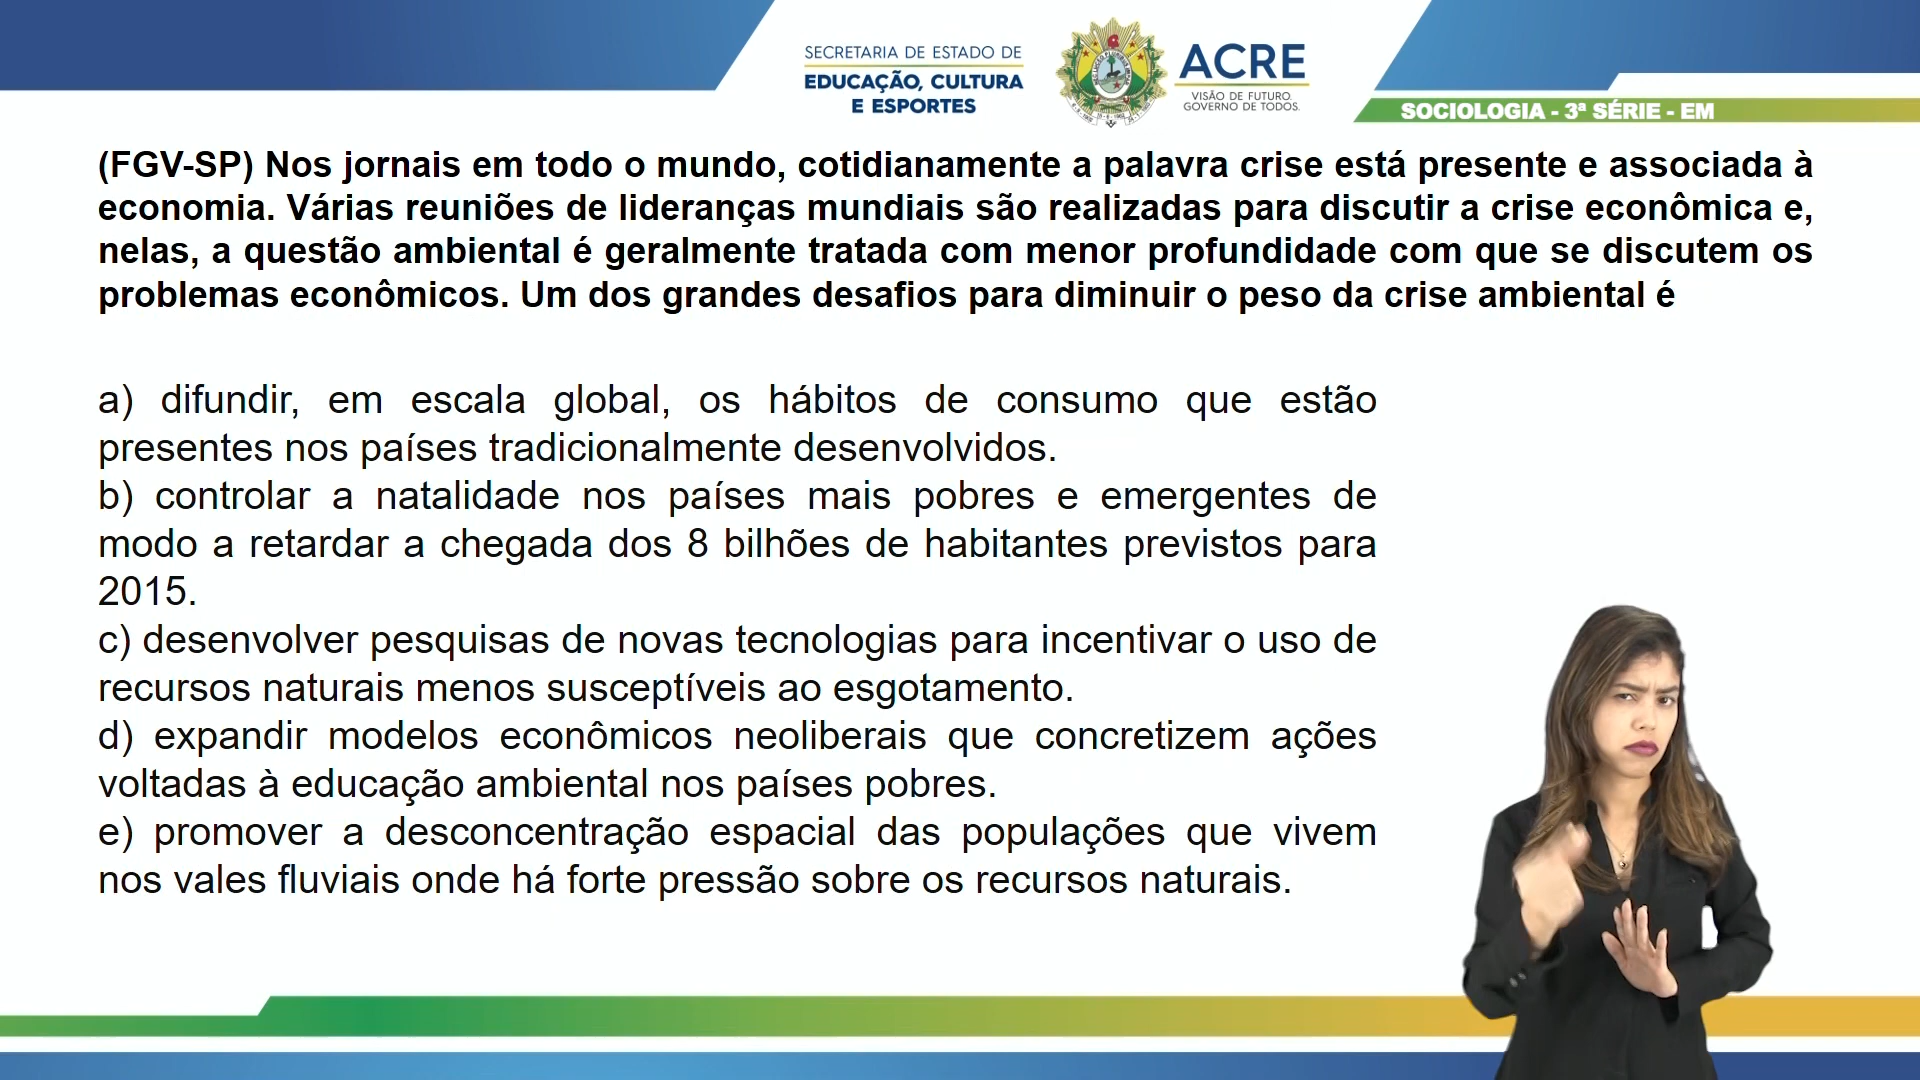 SECRETARIA DE ESTADO DE
EDUCAÇÃO, CULTURA
E ESPORTES
ACRE
VISÃO DE FUTURO.
GOVERNO DE TODOS.
SOCIOLOGIA - 3ª SÉRIE - EM
(FGV-SP) Nos jornais em todo o mundo, cotidianamente a palavra crise está presente e associada à
economia. Várias reuniões de lideranças mundiais são realizadas para discutir a crise econômica e,
nelas, a questão ambiental é geralmente tratada com menor profundidade com que se discutem os
problemas econômicos. Um dos grandes desafios para diminuir o peso da crise ambiental é
a) difundir, em escala global, os hábitos de consumo que estão
presentes nos países tradicionalmente desenvolvidos.
b) controlar a natalidade nos países mais pobres e emergentes de
modo a retardar a chegada dos 8 bilhões de habitantes previstos para
2015.
c) desenvolver pesquisas de novas tecnologias para incentivar o uso de
recursos naturais menos susceptíveis ao esgotamento.
d) expandir modelos econômicos neoliberais que concretizem ações
voltadas à educação ambiental nos países pobres.
e) promover a desconcentração espacial das populações que vivem
nos vales fluviais onde há forte pressão sobre os recursos naturais.